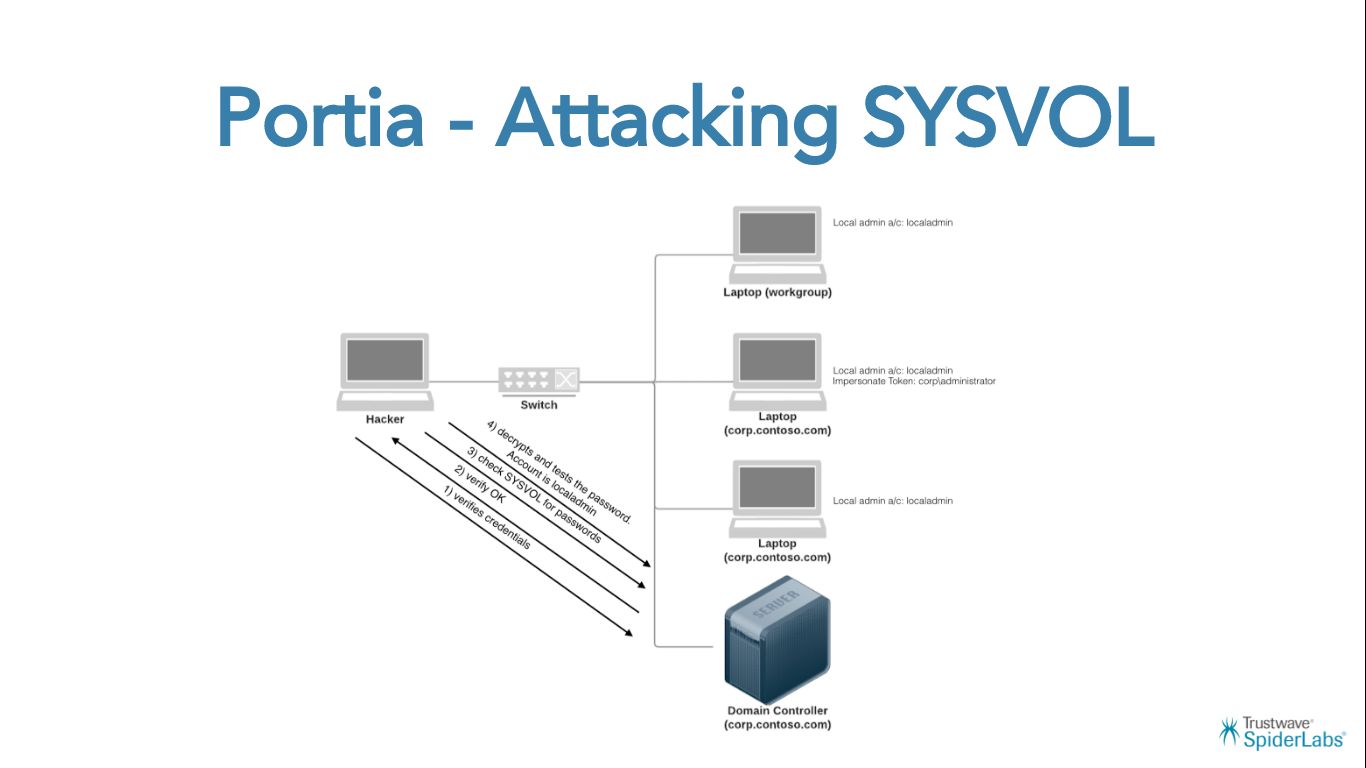 Portia - Attacking SYSVOL
Local admin a/c: localadmin
Laptop (workgroup)
Local admin a/c: localadmin
Impersonate Token: corp\administrator
Hacker
Switch
Laptop
(corp.contoso.com)
4) decrypts and tests the password.
Account is localadmin
3) check SYSVOL for passwords
2) verify OK
1) verifies credentials
Local admin a/c: localadmin
Laptop
(corp.contoso.com)
SERVER
Domain Controller
(corp.contoso.com)
Trustwave®
SpiderLabs®